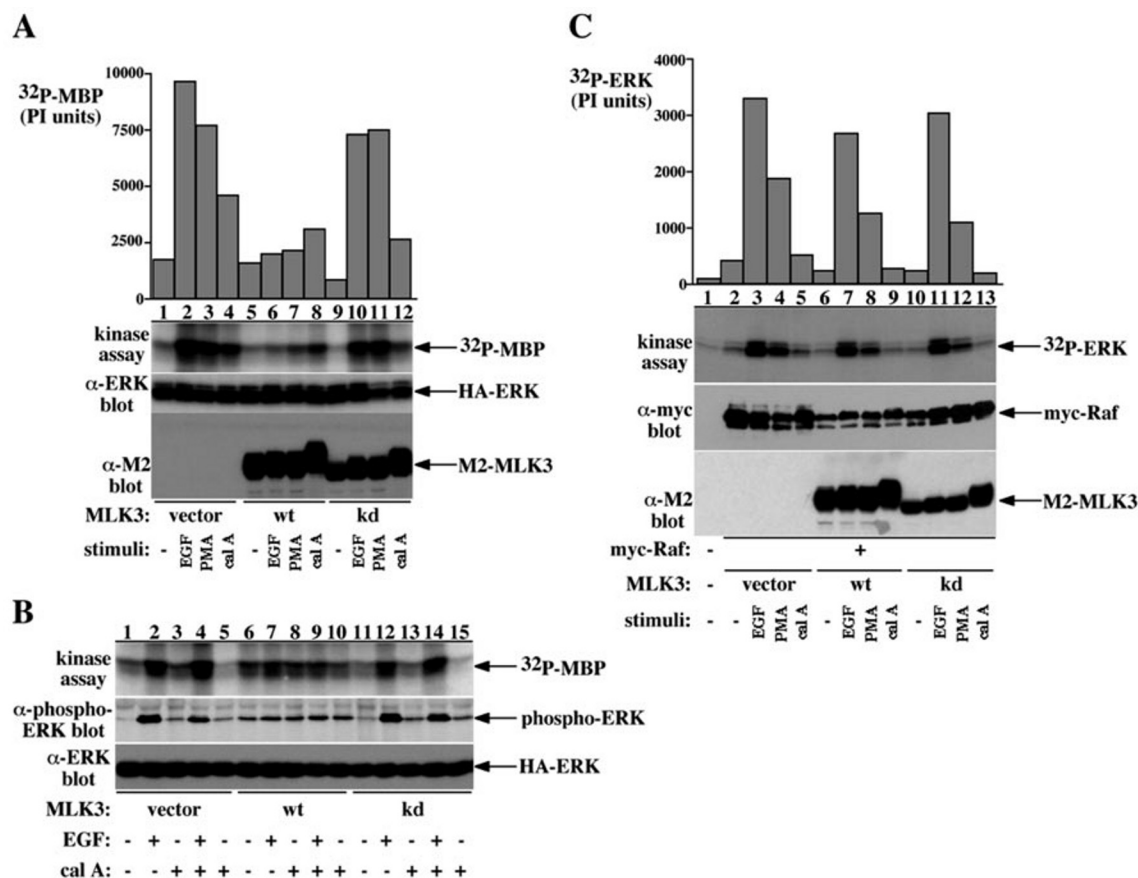 A
32P-MBP
(PI units)
10000
7500
5000
2500
0
1 2 3 4 5 6 7 8 9 10 11 12
kinase
assay
32P-MBP
α-ERK
blot
HA-ERK
α-M2
blot
M2-MLK3
MLK3: vector wt kd
stimuli: - EGF PMA cal A - EGF PMA cal A - EGF PMA cal A
B
1 2 3 4 5 6 7 8 9 10 11 12 13 14 15
kinase
assay
32P-MBP
α-phospho-
ERK blot
phospho-ERK
α-ERK
blot
HA-ERK
MLK3: vector wt kd
EGF: - + - + - - + - + - - + - + -
cal A: - - + + + - - + + + - - + + +
C
32P-ERK
(PI units)
4000
3000
2000
1000
0
1 2 3 4 5 6 7 8 9 10 11 12 13
kinase
assay
32P-ERK
α-myc
blot
myc-Raf
α-M2
blot
M2-MLK3
myc-Raf: - +
MLK3: - vector wt kd
stimuli: - - EGF PMA cal A - EGF PMA cal A - EGF PMA cal A